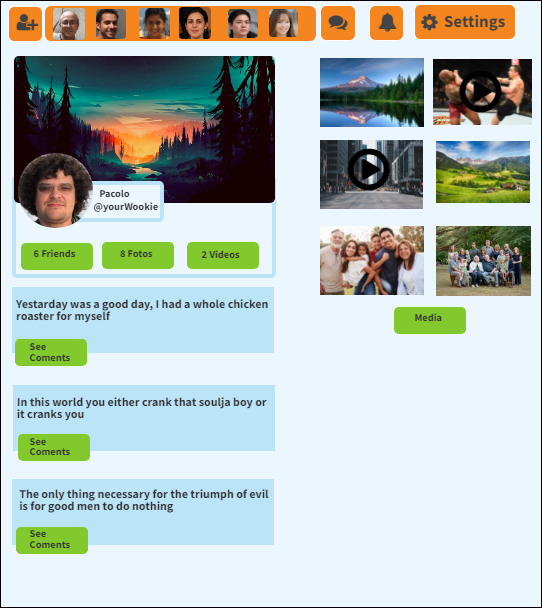 Settings
Pacolo
@yourWookie
6 Friends
8 Fotos
2 Videos
Yestarday was a good day, I had a whole chicken
roaster for myself
See
Coments
In this world you either crank that soulja boy or
it cranks you
See
Coments
The only thing necessary for the triumph of evil
is for good men to do nothing
See
Coments
Media